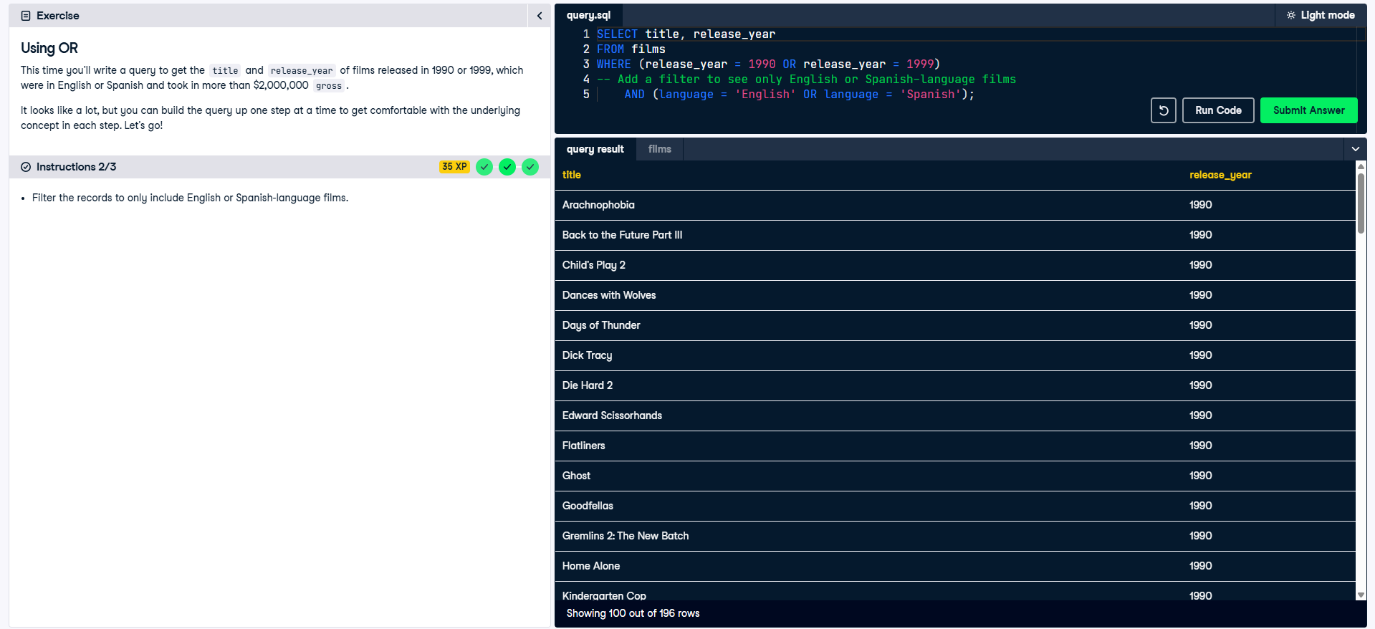 Exercise
Using OR
This time you'll write a query to get the title and release_year of films released in 1990 or 1999, which
were in English or Spanish and took in more than $2,000,000 gross .
It looks like a lot, but you can build the query up one step at a time to get comfortable with the underlying
concept in each step. Let's go!
Instructions 2/3
35 XP
• Filter the records to only include English or Spanish-language films.
query.sql
Light mode
1 SELECT title, release_year
2 FROM films
3 WHERE (release_year = 1990 OR release_year = 1999)
4 -- Add a filter to see only English or Spanish-language films
5 AND (language = 'English' OR language = 'Spanish');
Run Code
Submit Answer
query result
films
title release_year
Arachnophobia 1990
Back to the Future Part III 1990
Child's Play 2 1990
Dances with Wolves 1990
Days of Thunder 1990
Dick Tracy 1990
Die Hard 2 1990
Edward Scissorhands 1990
Flatliners 1990
Ghost 1990
Goodfellas 1990
Gremlins 2: The New Batch 1990
Home Alone 1990
Kindergarten Cop 1990
Showing 100 out of 196 rows